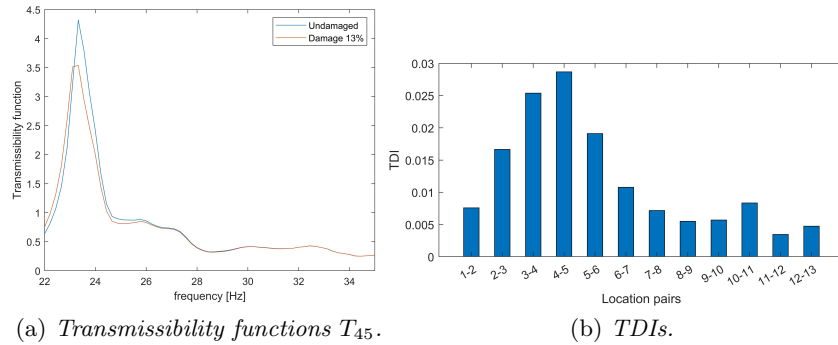 4.5
4
3.5
3
2.5
2
1.5
1
0.5
0
Transmissibility function
Undamaged
Damage 13%
22 24 26 28 30 32 34
frequency [Hz]
(a) Transmissibility functions T45.
0.03
0.025
0.02
0.015
0.01
0.005
0
TDI
1-2 2-3 3-4 4-5 5-6 6-7 7-8 8-9 9-10 10-11 11-12 12-13
Location pairs
(b) TDIs.